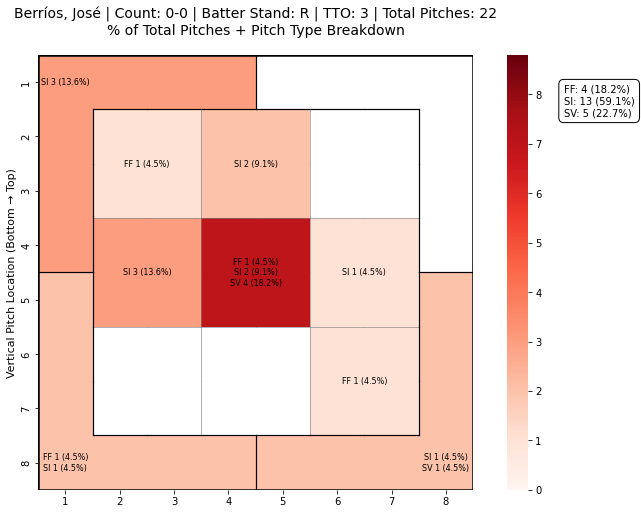 Berríos, José | Count: 0-0 | Batter Stand: R | TTO: 3 | Total Pitches: 22
% of Total Pitches + Pitch Type Breakdown
SI 3 (13.6%)
FF 1 (4.5%)
SI 2 (9.1%)
SI 3 (13.6%)
FF 1 (4.5%)
SI 2 (9.1%)
SV 4 (18.2%)
SI 1 (4.5%)
FF 1 (4.5%)
FF 1 (4.5%)
SI 1 (4.5%)
SI 1 (4.5%)
SV 1 (4.5%)
Vertical Pitch Location (Bottom → Top)
1
2
3
4
5
6
7
8
1 2 3 4 5 6 7 8
8
7
6
5
4
3
2
1
0
FF: 4 (18.2%)
SI: 13 (59.1%)
SV: 5 (22.7%)